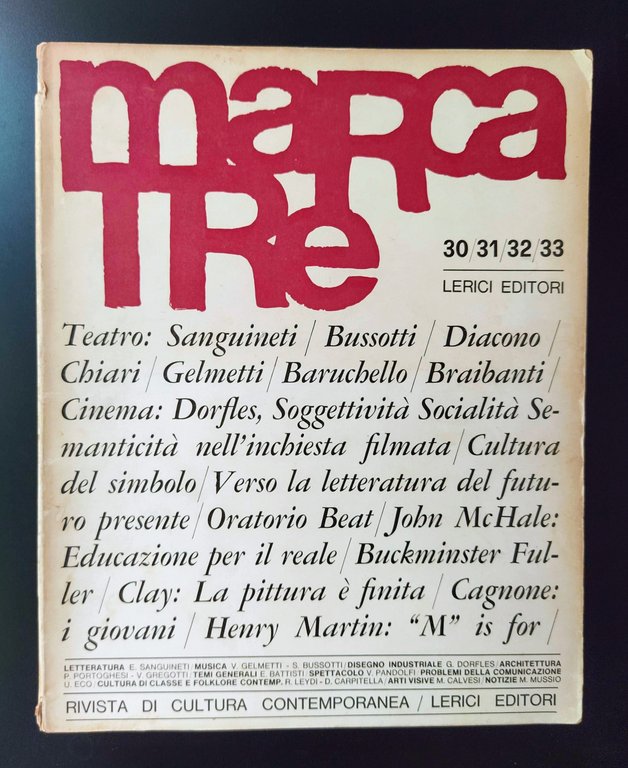 maRca
TRe
30/31/32/33
LERICI EDITORI
Teatro: Sanguineti / Bussotti / Diacono /
Chiari / Gelmetti / Baruchello / Braibanti /
Cinema: Dorfles, Soggettività Socialità Se-
manticità nell'inchiesta filmata / Cultura
del simbolo / Verso la letteratura del futu-
ro presente / Oratorio Beat / John McHale:
Educazione per il reale / Buckminster Ful-
ler / Clay: La pittura è finita / Cagnone:
i giovani / Henry Martin: “M” is for /
LETTERATURA E. SANGUINETI / MUSICA V. GELMETTI - S. BUSSOTTI / DISEGNO INDUSTRIALE G. DORFLES / ARCHITETTURA
P. PORTOGHESI - V. GREGOTTI / TEMI GENERALI E. BATTISTI / SPETTACOLO V. PANDOLFI / PROBLEMI DELLA COMUNICAZIONE
U. ECO / CULTURA DI CLASSE E FOLKLORE CONTEMP. R. LEYDI - D. CARPITELLA / ARTI VISIVE M. CALVESI / NOTIZIE M. MUSSIO
RIVISTA DI CULTURA CONTEMPORANEA / LERICI EDITORI